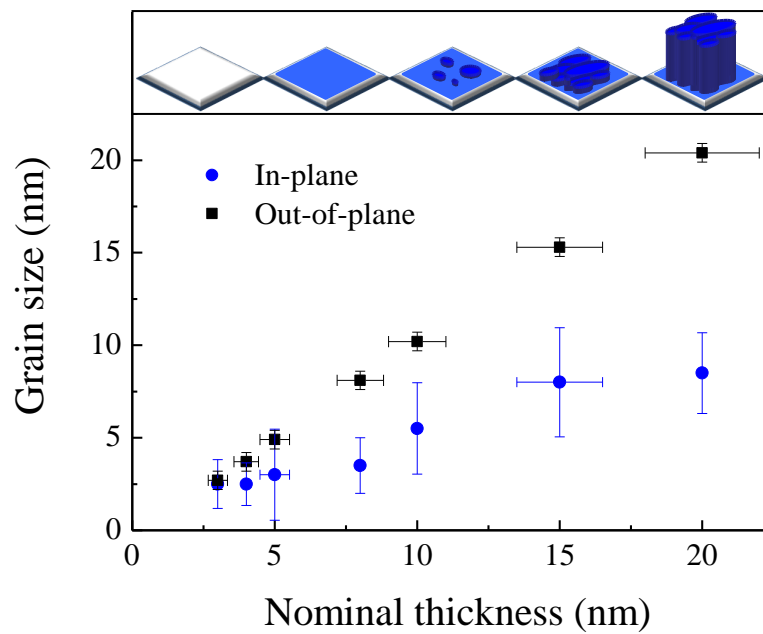 In-plane
Out-of-plane
Grain size (nm)
20
15
10
5
0
0 5 10 15 20
Nominal thickness (nm)